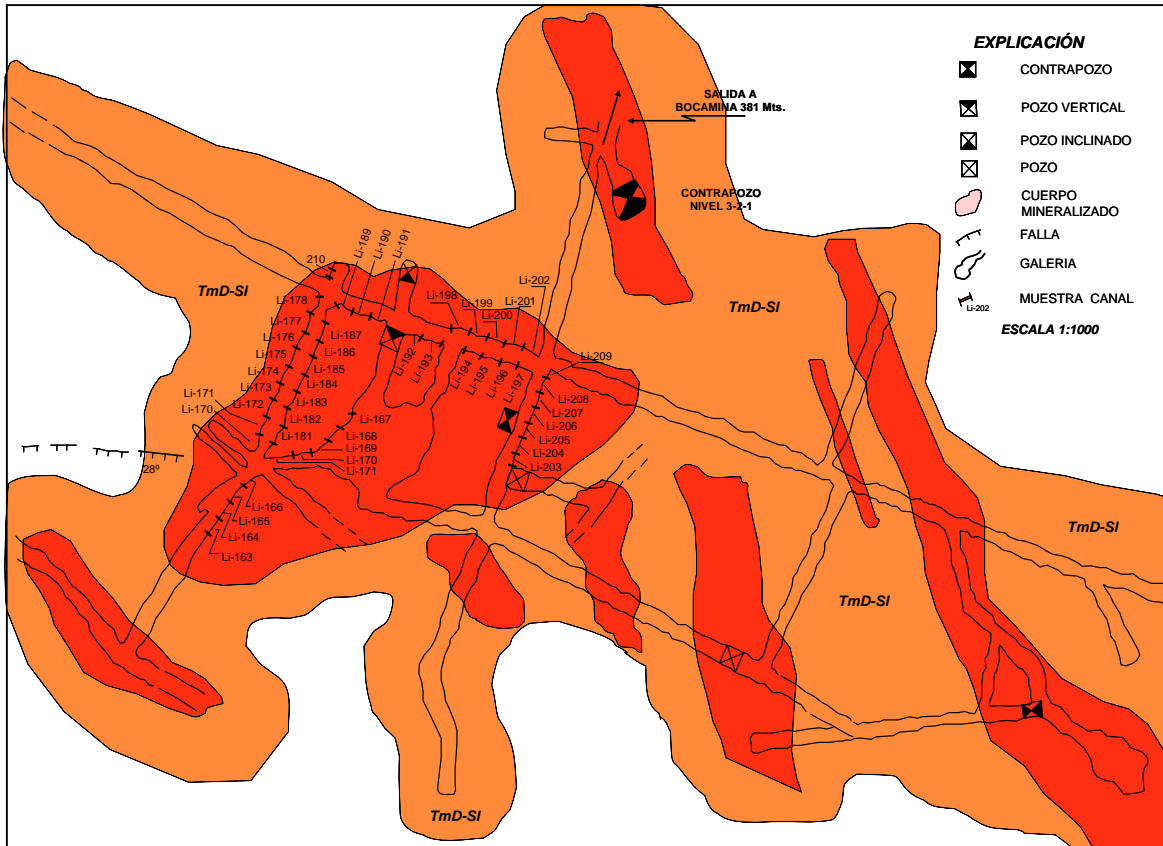 EXPLICACIÓN
CONTRAPOZO
POZO VERTICAL
POZO INCLINADO
POZO
CUERPO
MINERALIZADO
FALLA
GALERIA
Li-202
MUESTRA CANAL
ESCALA 1:1000
SALIDA A
BOCAMINA 381 Mts.
CONTRAPOZO
NIVEL 3-2-1
TmD-SI
TmD-SI
TmD-SI
TmD-SI
TmD-SI
210
Li-189
Li-190
Li-191
Li-178
Li-177
Li-176
Li-175
Li-174
Li-173
Li-172
Li-171
Li-170
Li-187
Li-186
Li-185
Li-184
Li-183
Li-182
Li-181
Li-167
Li-168
Li-169
Li-170
Li-171
Li-166
Li-165
Li-164
Li-163
28º
Li-192
Li-193
Li-194
Li-195
Li-196
Li-197
Li-198
Li-199
Li-200
Li-201
Li-202
Li-209
Li-208
Li-207
Li-206
Li-205
Li-204
Li-203